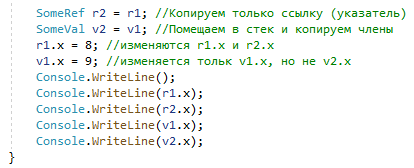 SomeRef r2 = r1; //Копируем только ссылку (указатель)
SomeVal v2 = v1; //Помещаем в стек и копируем члены
r1.x = 8; //изменяются r1.x и r2.x
v1.x = 9; //изменяется тольк v1.x, но не v2.x
Console.WriteLine();
Console.WriteLine(r1.x);
Console.WriteLine(r2.x);
Console.WriteLine(v1.x);
Console.WriteLine(v2.x);
}